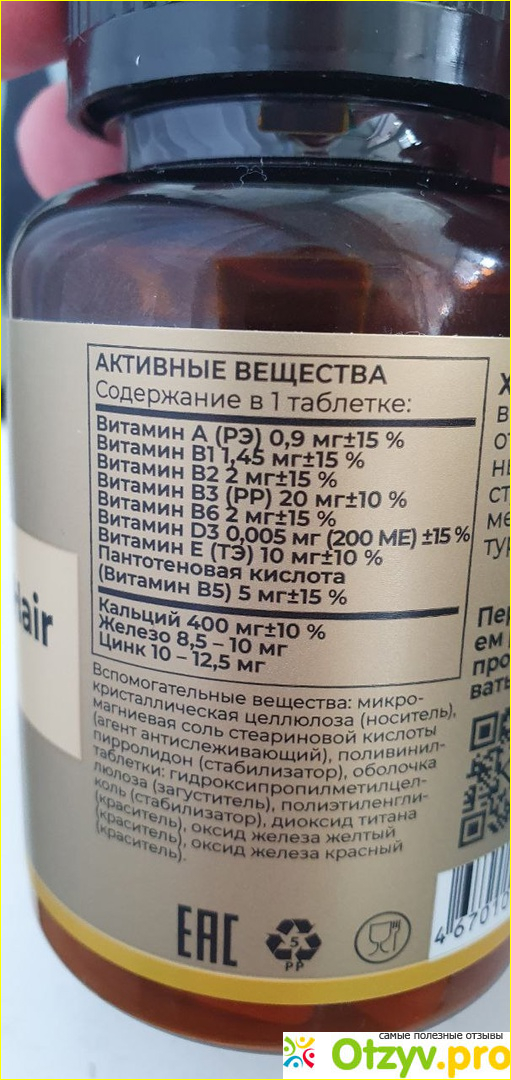 АКТИВНЫЕ ВЕЩЕСТВА
Содержание в 1 таблетке:
Витамин А (РЭ) 0,9 мг±15 %
Витамин В1 1,45 мг±15 %
Витамин В2 2 мг±15 %
Витамин В3 (РР) 20 мг±10 %
Витамин В6 2 мг±15 %
Витамин D3 0,005 мг (200 МЕ) ±15 %
Витамин Е (ТЭ) 10 мг±10 %
Пантотеновая кислота
(Витамин В5) 5 мг±15 %
Кальций 400 мг±10 %
Железо 8,5 – 10 мг
Цинк 10 – 12,5 мг
Вспомогательные вещества: микро-
кристаллическая целлюлоза (носитель),
магниевая соль стеариновой кислоты
(агент антислеживающий), поливинил-
пирролидон (стабилизатор), оболочка
таблетки: гидроксипропилметилцел-
люлоза (загуститель), полиэтиленгли-
коль (стабилизатор), диоксид титана
(краситель), оксид железа желтый
(краситель), оксид железа красный
(краситель).
Hair
EAC
5
PP
4 67010
самые полезные отзывы
Otzyv.pro